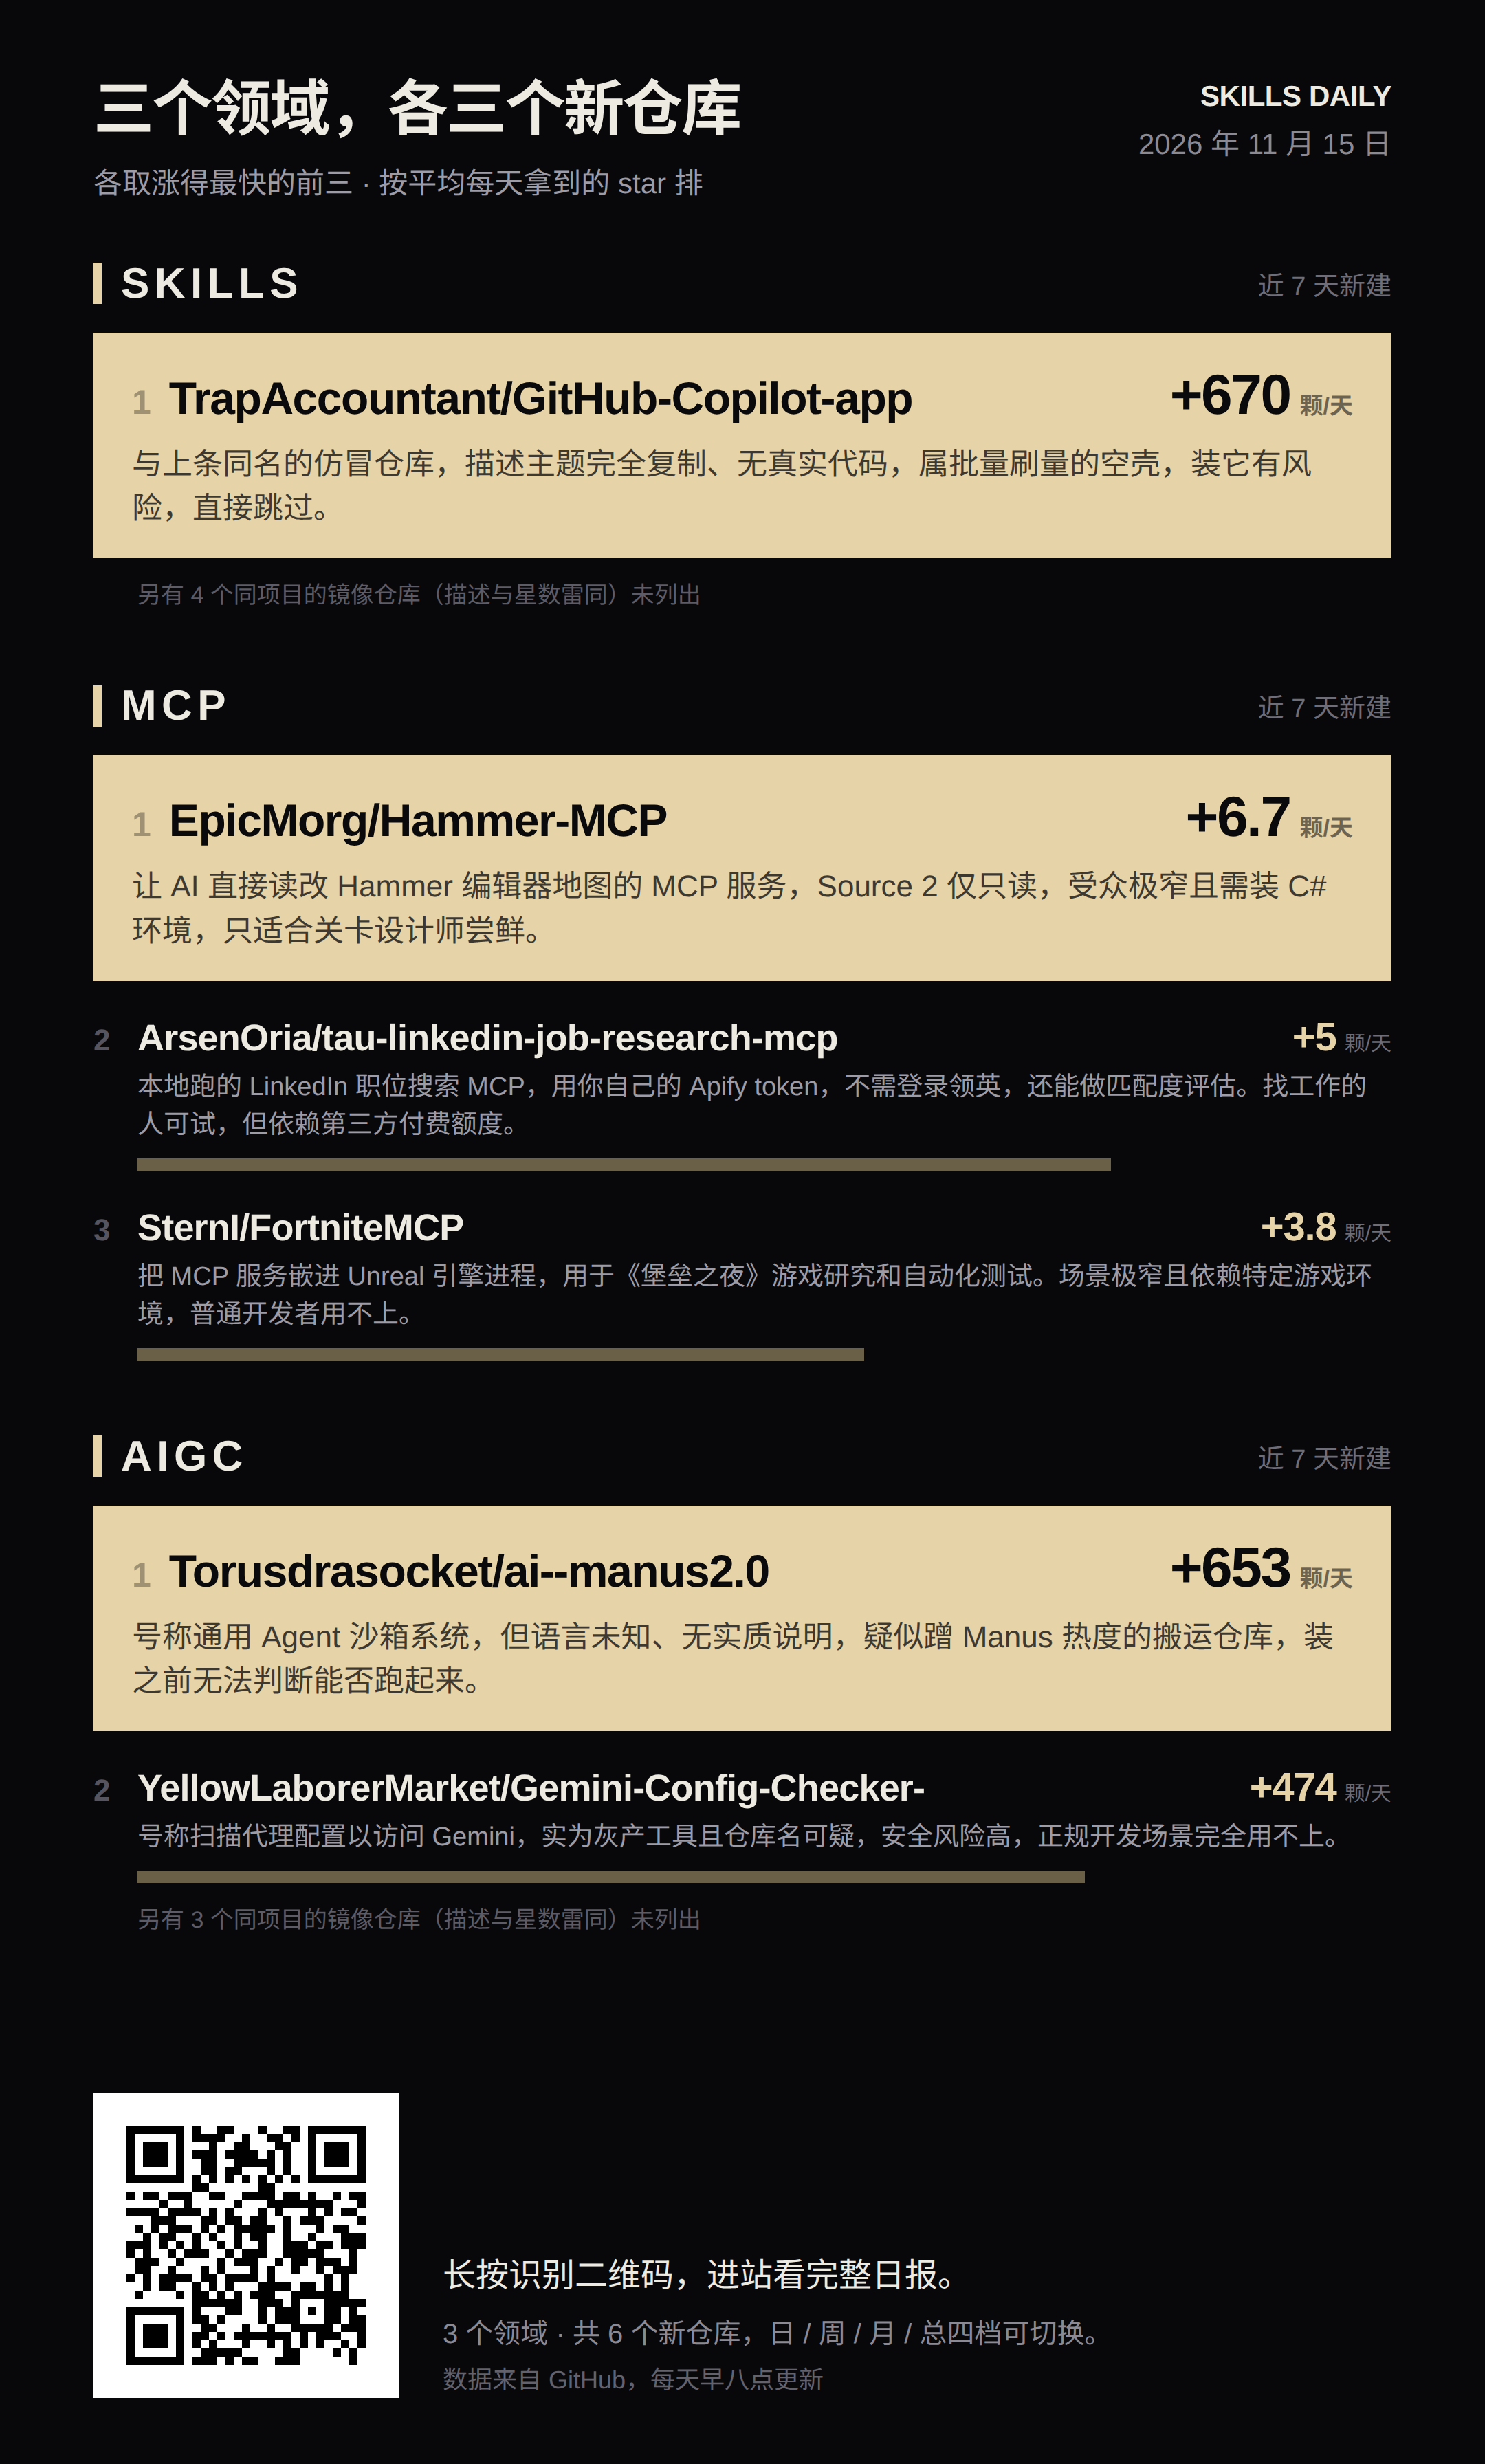 三个领域，各三个新仓库
SKILLS DAILY
2026 年 11 月 15 日
各取涨得最快的前三 · 按平均每天拿到的 star 排
SKILLS
近 7 天新建
1 TrapAccountant/GitHub-Copilot-app +670 颗/天
与上条同名的仿冒仓库，描述主题完全复制、无真实代码，属批量刷量的空壳，装它有风
险，直接跳过。
另有 4 个同项目的镜像仓库（描述与星数雷同）未列出
MCP
近 7 天新建
1 EpicMorg/Hammer-MCP +6.7 颗/天
让 AI 直接读改 Hammer 编辑器地图的 MCP 服务，Source 2 仅只读，受众极窄且需装 C#
环境，只适合关卡设计师尝鲜。
2 ArsenOria/tau-linkedin-job-research-mcp +5 颗/天
本地跑的 LinkedIn 职位搜索 MCP，用你自己的 Apify token，不需登录领英，还能做匹配度评估。找工作的
人可试，但依赖第三方付费额度。
3 SternI/FortniteMCP +3.8 颗/天
把 MCP 服务嵌进 Unreal 引擎进程，用于《堡垒之夜》游戏研究和自动化测试。场景极窄且依赖特定游戏环
境，普通开发者用不上。
AIGC
近 7 天新建
1 Torusdrasocket/ai--manus2.0 +653 颗/天
号称通用 Agent 沙箱系统，但语言未知、无实质说明，疑似蹭 Manus 热度的搬运仓库，装
之前无法判断能否跑起来。
2 YellowLaborerMarket/Gemini-Config-Checker- +474 颗/天
号称扫描代理配置以访问 Gemini，实为灰产工具且仓库名可疑，安全风险高，正规开发场景完全用不上。
另有 3 个同项目的镜像仓库（描述与星数雷同）未列出
长按识别二维码，进站看完整日报。
3 个领域 · 共 6 个新仓库，日 / 周 / 月 / 总四档可切换。
数据来自 GitHub，每天早八点更新